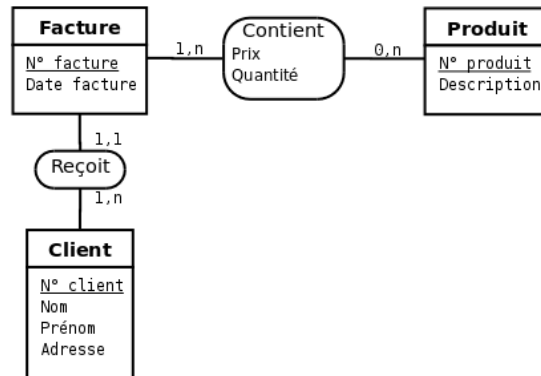 Facture
N° facture
Date facture
1,n
Contient
Prix
Quantité
0,n
Produit
N° produit
Description
1,1
Reçoit
1,n
Client
N° client
Nom
Prénom
Adresse